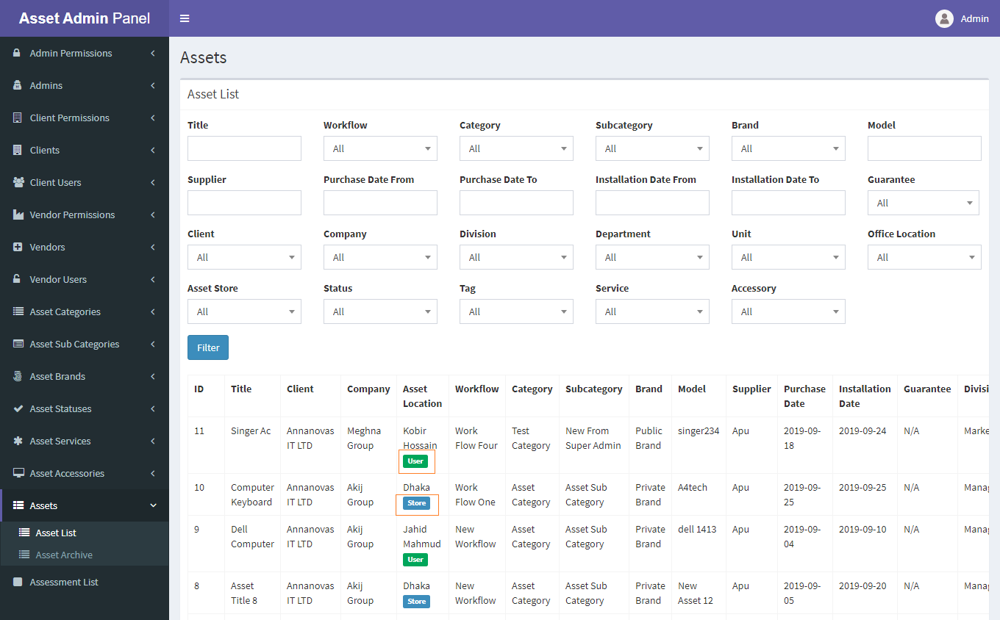 Asset Admin Panel
Admin
Admin Permissions
Admins
Client Permissions
Clients
Client Users
Vendor Permissions
Vendors
Vendor Users
Asset Categories
Asset Sub Categories
Asset Brands
Asset Statuses
Asset Services
Asset Accessories
Assets
Asset List
Asset Archive
Assessment List
Assets
Asset List
Title Workflow Category Subcategory Brand Model
All All All All
Supplier Purchase Date From Purchase Date To Installation Date From Installation Date To Guarantee
All
Client Company Division Department Unit Office Location
All All All All All All
Asset Store Status Tag Service Accessory
All All All All All
Filter
ID Title Client Company Asset Workflow Category Subcategory Brand Model Supplier Purchase Installation Guarantee Divisi
Location Date Date
11 Singer Ac Annanovas Meghna Kobir Work Test New From Public singer234 Apu 2019-09- 2019-09-24 N/A Marke
IT LTD Group Hossain Flow Four Category Super Admin Brand 18
User
10 Computer Annanovas Akij Dhaka Work Asset Asset Sub Private A4tech Apu 2019-09- 2019-09-25 N/A Manag
Keyboard IT LTD Group Store Flow One Category Category Brand 25
9 Dell Annanovas Akij Jahid New Asset Asset Sub Private dell 1413 Apu 2019-09- 2019-09-10 N/A Manag
Computer IT LTD Group Mahmud Workflow Category Category Brand 04
User
8 Asset Annanovas Akij Dhaka New Asset Asset Sub Private New Apu 2019-09- 2019-09-20 N/A Manag
Title 8 IT LTD Group Store Workflow Category Category Brand Asset 12 05